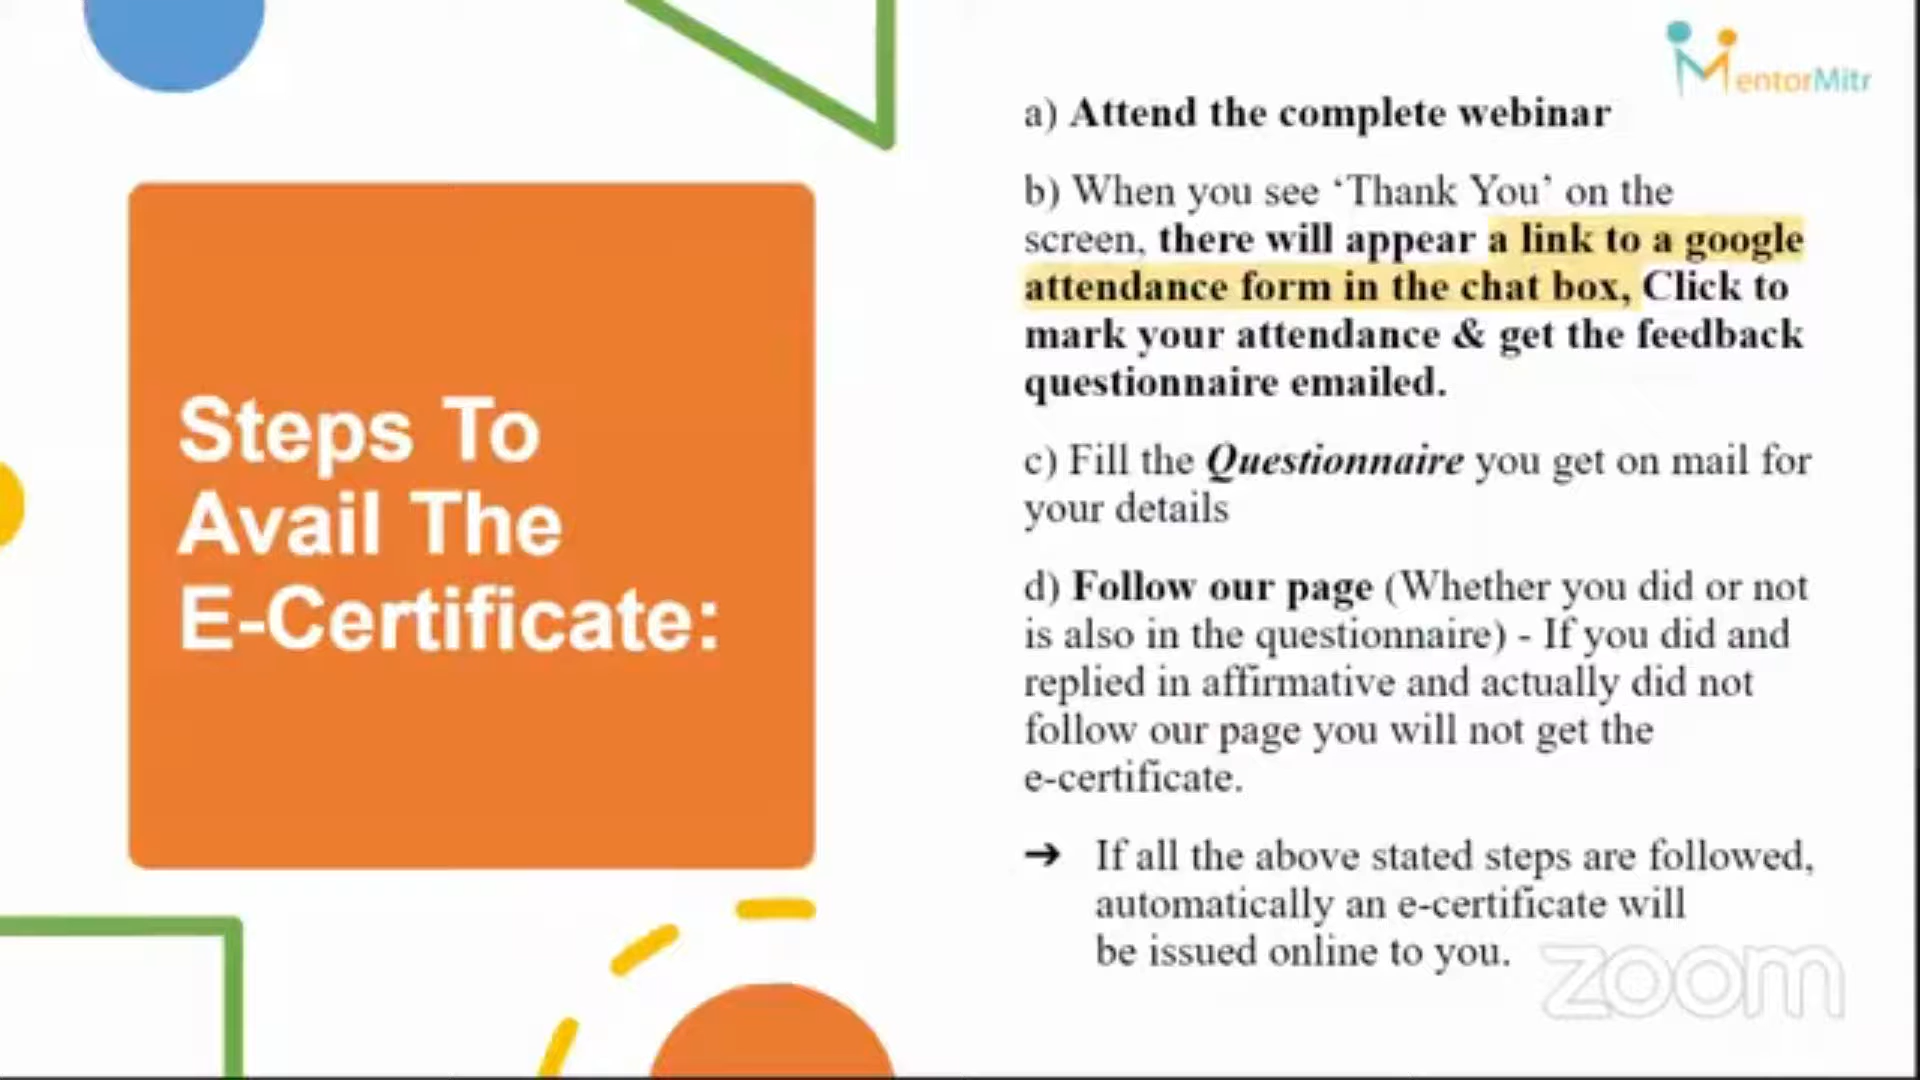 MentorMitr
Steps To
Avail The
E-Certificate:
a) Attend the complete webinar
b) When you see ‘Thank You’ on the
screen, there will appear a link to a google
attendance form in the chat box, Click to
mark your attendance & get the feedback
questionnaire emailed.
c) Fill the Questionnaire you get on mail for
your details
d) Follow our page (Whether you did or not
is also in the questionnaire) - If you did and
replied in affirmative and actually did not
follow our page you will not get the
e-certificate.
➔ If all the above stated steps are followed,
automatically an e-certificate will
be issued online to you.
zoom